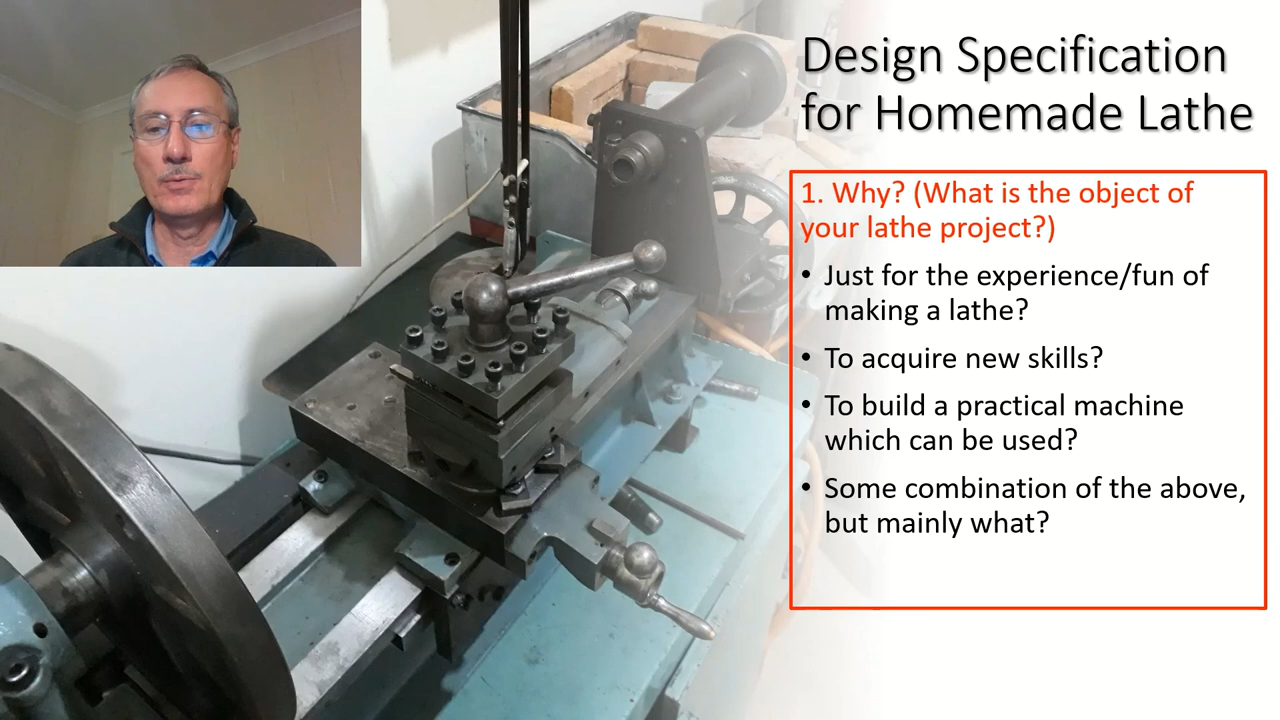 Design Specification
for Homemade Lathe
1. Why? (What is the object of
your lathe project?)
• Just for the experience/fun of
making a lathe?
• To acquire new skills?
• To build a practical machine
which can be used?
• Some combination of the above,
but mainly what?